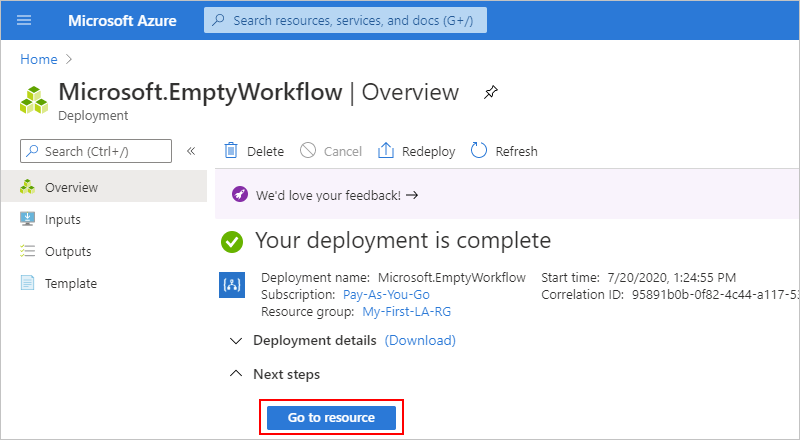 Microsoft Azure Search resources, services, and docs (G+/)
Home >
Microsoft.EmptyWorkflow | Overview
Deployment
Search (Ctrl+/) « Delete Cancel Redeploy Refresh
Overview We'd love your feedback! →
Inputs
Outputs
Template
Your deployment is complete
Deployment name: Microsoft.EmptyWorkflow Start time: 7/20/2020, 1:24:55 PM
Subscription: Pay-As-You-Go Correlation ID: 95891b0b-0f82-4c44-a117-53
Resource group: My-First-LA-RG
Deployment details (Download)
Next steps
Go to resource